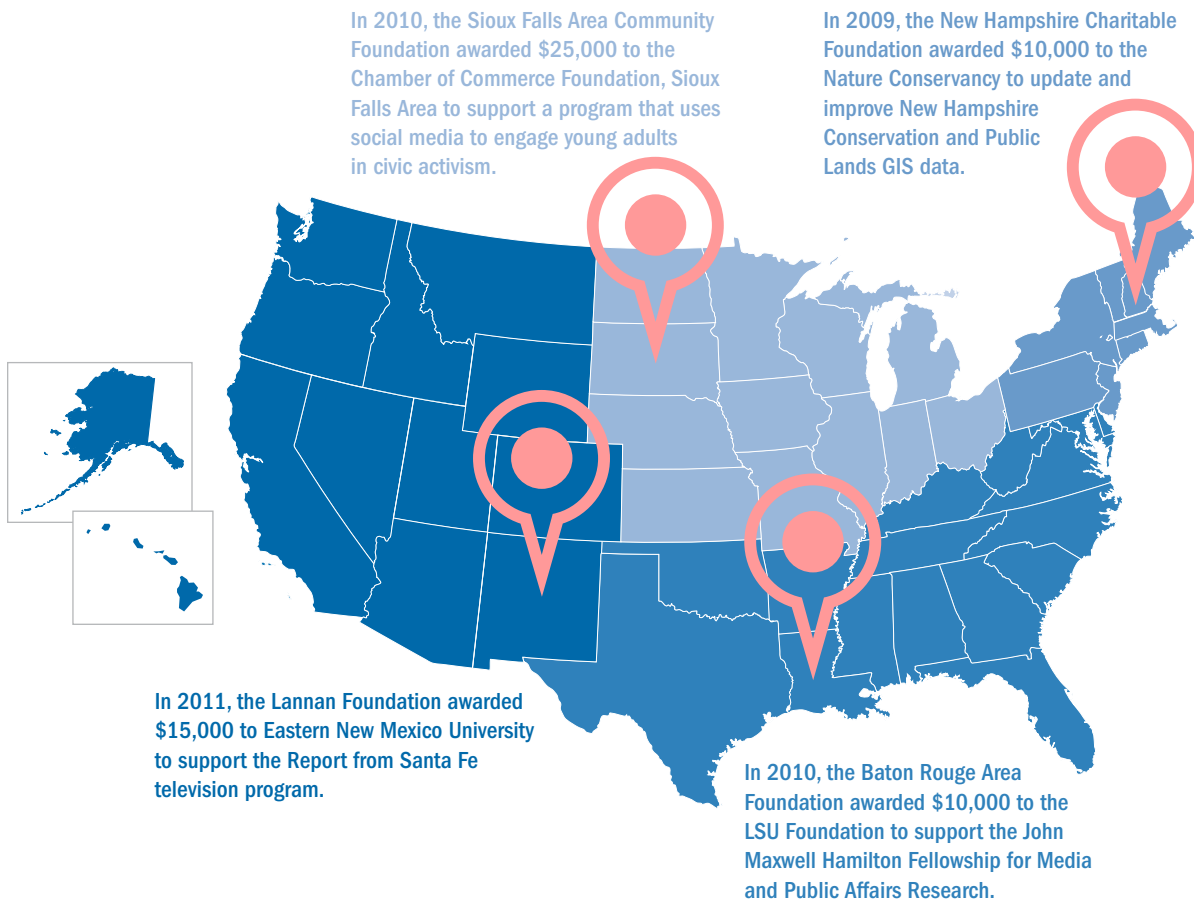 In 2010, the Sioux Falls Area Community
Foundation awarded $25,000 to the
Chamber of Commerce Foundation, Sioux
Falls Area to support a program that uses
social media to engage young adults
in civic activism.
In 2009, the New Hampshire Charitable
Foundation awarded $10,000 to the
Nature Conservancy to update and
improve New Hampshire
Conservation and Public
Lands GIS data.
In 2011, the Lannan Foundation awarded
$15,000 to Eastern New Mexico University
to support the Report from Santa Fe
television program.
In 2010, the Baton Rouge Area
Foundation awarded $10,000 to the
LSU Foundation to support the John
Maxwell Hamilton Fellowship for Media
and Public Affairs Research.